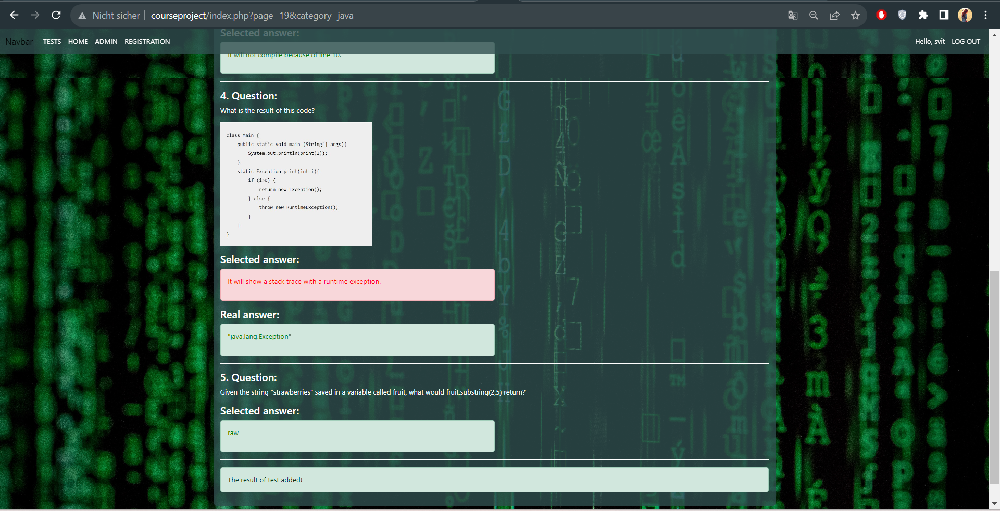 Nicht sicher
courseproject/index.php?page=19&category=java
Navbar
TESTS
HOME
ADMIN
REGISTRATION
Hello, svit
LOG OUT
Selected answer:
It will not compile because of line 10.
4. Question:
What is the result of this code?
class Main {
public static void main (String[] args){
System.out.println(print(1));
}
static Exception print(int i){
if (i>0) {
return new Exception();
} else {
throw new RuntimeException();
}
}
}
Selected answer:
It will show a stack trace with a runtime exception.
Real answer:
"java.lang.Exception"
5. Question:
Given the string "strawberries" saved in a variable called fruit, what would fruit.substring(2,5) return?
Selected answer:
raw
The result of test added!